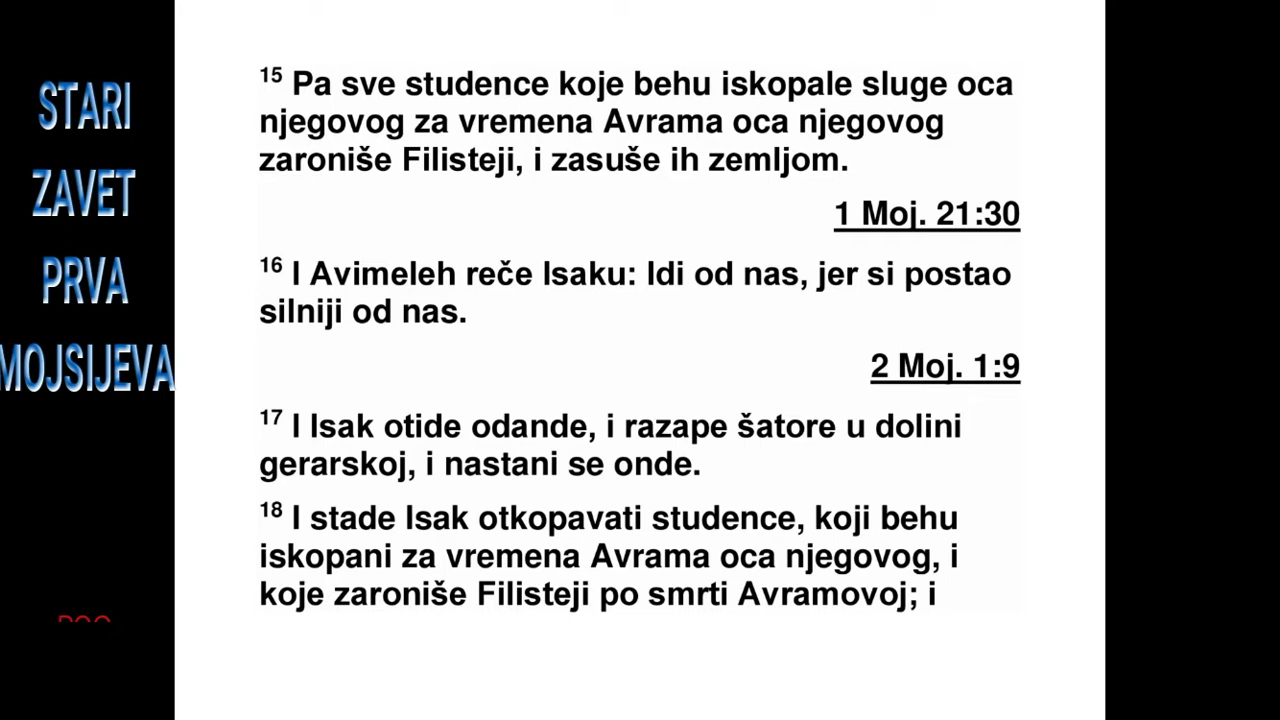 STARI
ZAVET
PRVA
MOJSIJEVA
15 Pa sve studence koje behu iskopale sluge oca
njegovog za vremena Avrama oca njegovog
zaroniše Filisteji, i zasuše ih zemljom.
1 Moj. 21:30
16 I Avimeleh reče Isaku: Idi od nas, jer si postao
silniji od nas.
2 Moj. 1:9
17 I Isak otide odande, i razape šatore u dolini
gerarskoj, i nastani se onde.
18 I stade Isak otkopavati studence, koji behu
iskopani za vremena Avrama oca njegovog, i
koje zaroniše Filisteji po smrti Avramovoj; i